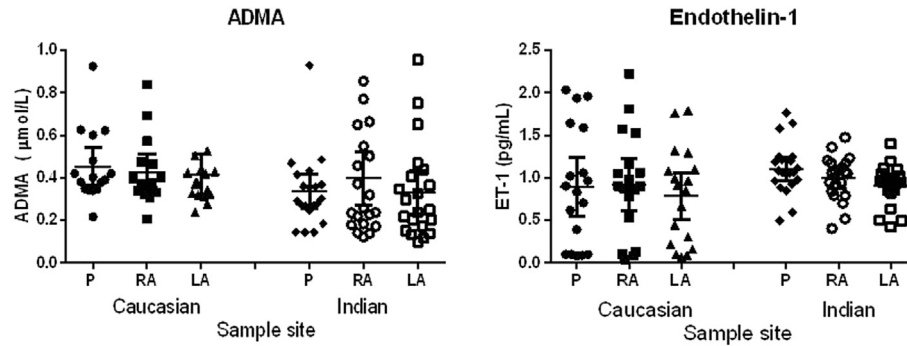 ADMA
ADMA ( μmol/L)
1.0
0.8
0.6
0.4
0.2
0.0
P RA LA P RA LA
Caucasian Indian
Sample site
Endothelin-1
ET-1 (pg/mL)
2.5
2.0
1.5
1.0
0.5
0.0
P RA LA P RA LA
Caucasian Indian
Sample site